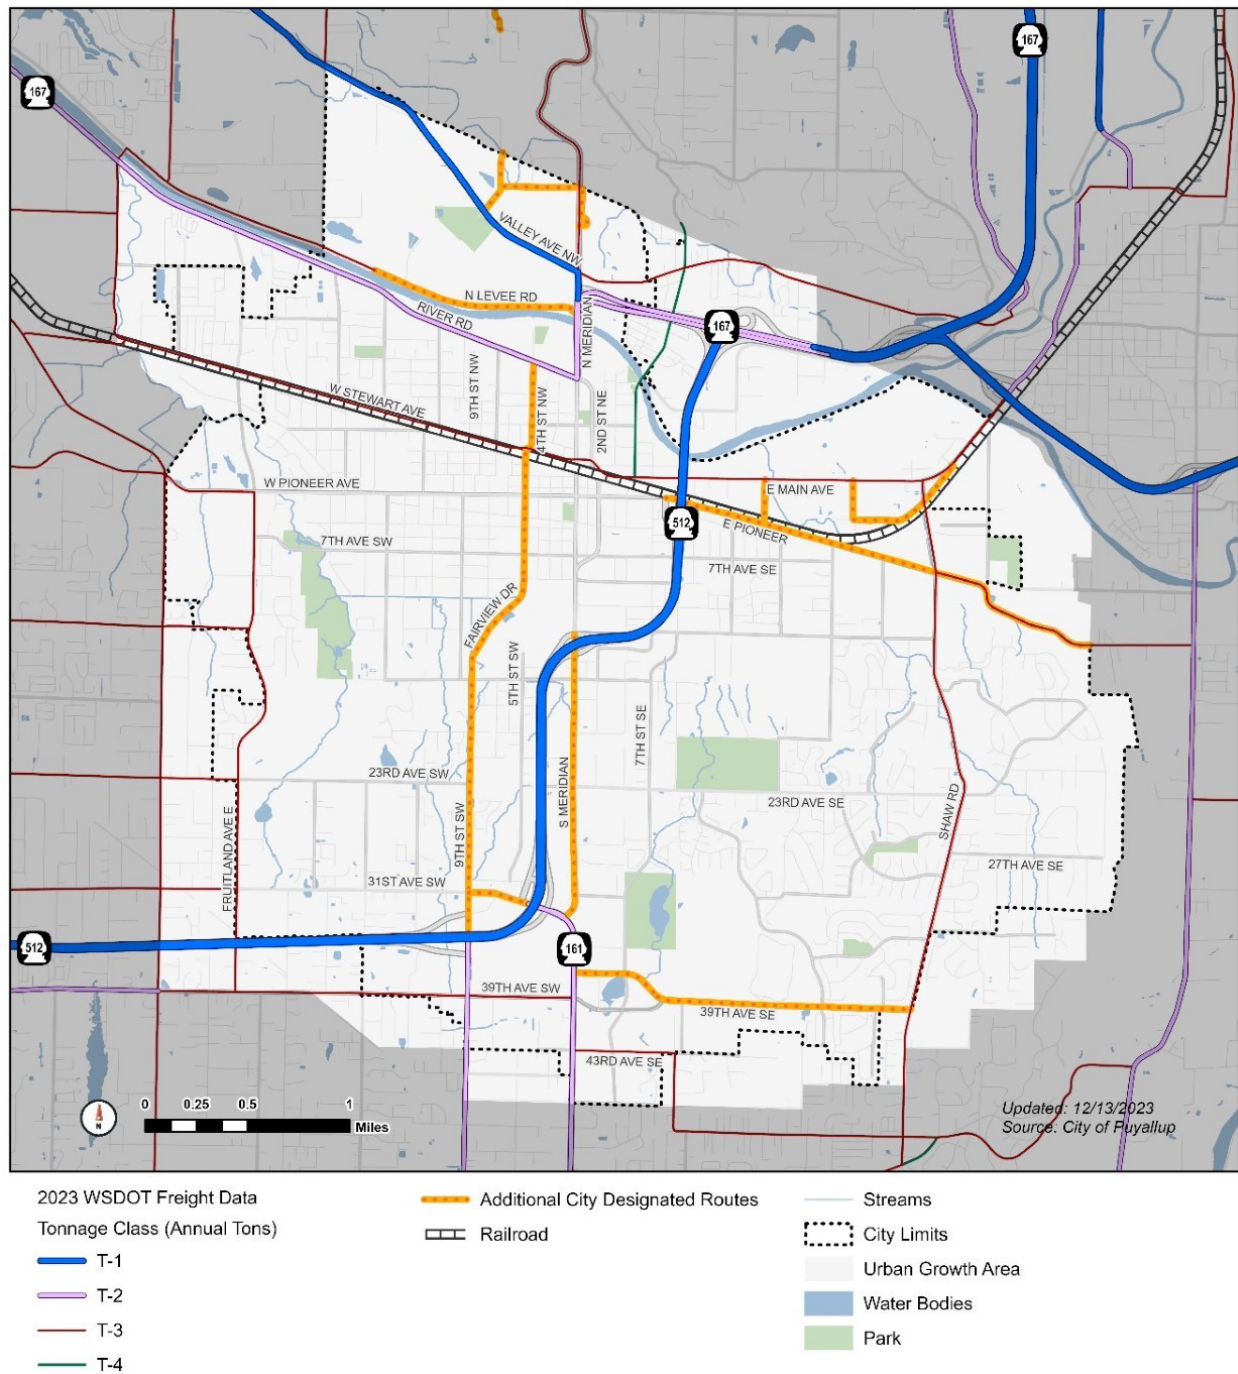 167
167
VALLEY AVE NW
N LEVEE RD
RIVER RD
N MERIDIAN
167
9TH ST NW
4TH ST NW
2ND ST NE
W STEWART AVE
W PIONEER AVE
E MAIN AVE
512
E PIONEER
7TH AVE SW
7TH AVE SE
FAIRVIEW DR
5TH ST SW
7TH ST SE
23RD AVE SW
S MERIDIAN
23RD AVE SE
SHAW RD
9TH ST SW
27TH AVE SE
FRUITLAND AVE E
31ST AVE SW
512
161
39TH AVE SW
39TH AVE SE
43RD AVE SE
0 0.25 0.5 1
Miles
N
Updated: 12/13/2023
Source: City of Puyallup
2023 WSDOT Freight Data
Tonnage Class (Annual Tons)
T-1
T-2
T-3
T-4
Additional City Designated Routes
Railroad
Streams
City Limits
Urban Growth Area
Water Bodies
Park